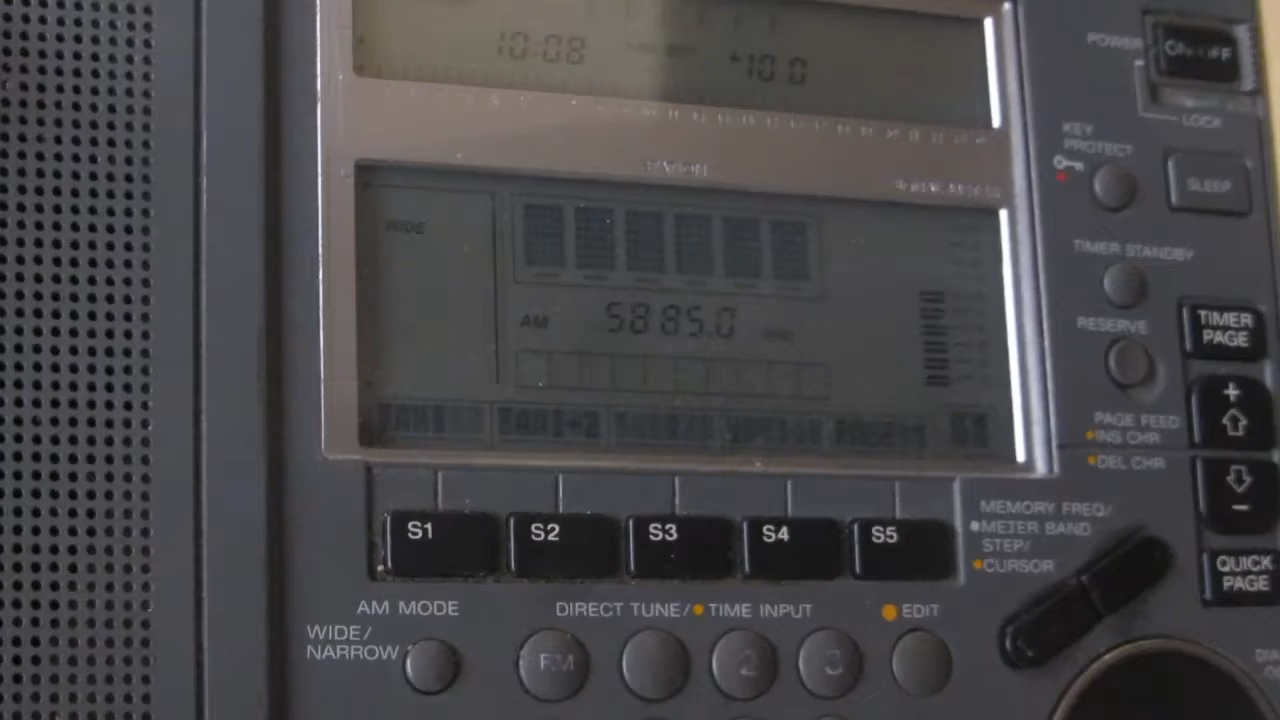 10:08
+10 0
POWER
ON/OFF
LOCK
KEY
PROTECT
SLEEP
WIDE
TIMER STANDBY
AM 5885.0
RESERVE
TIMER
PAGE
+
PAGE FEED
INS CHR
DEL CHR
−
S1 S2 S3 S4 S5
MEMORY FREQ/
METER BAND
STEP/
CURSOR
QUICK
PAGE
AM MODE
DIRECT TUNE/ TIME INPUT
EDIT
WIDE/
NARROW
FM 2 3